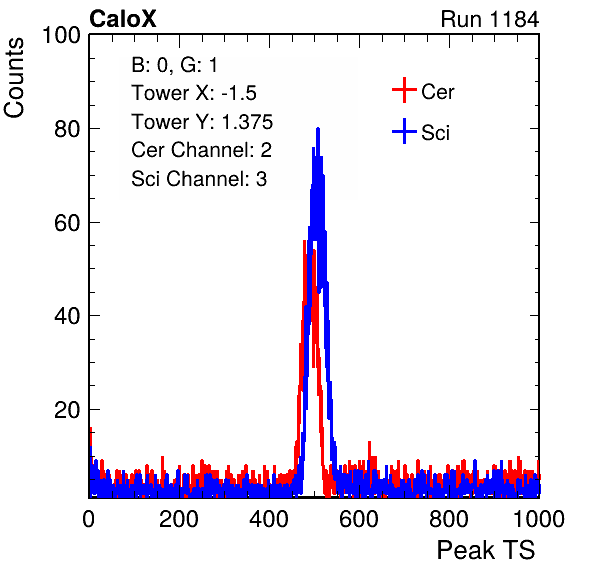 CaloX Run 1184
Counts
100
80
60
40
20
B: 0, G: 1
Tower X: -1.5
Tower Y: 1.375
Cer Channel: 2
Sci Channel: 3
Cer
Sci
0 200 400 600 800 1000
Peak TS